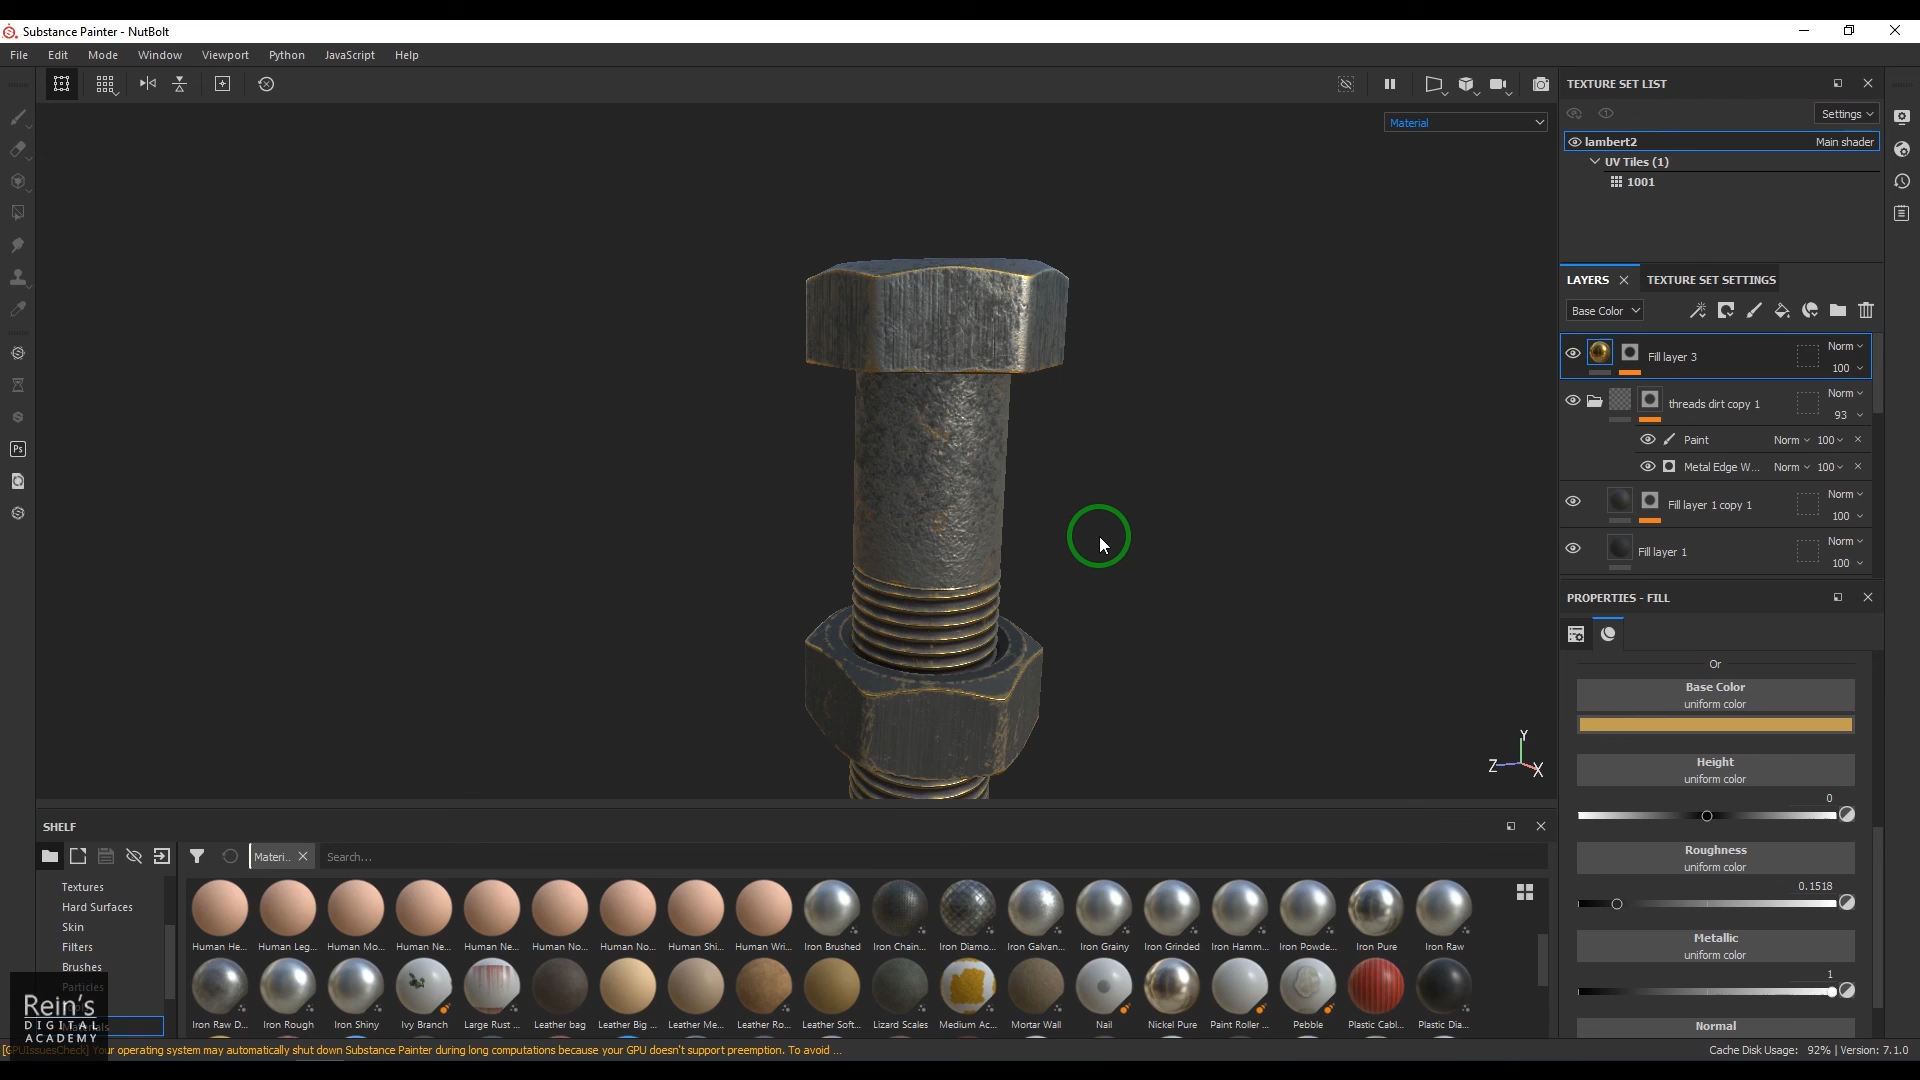 Substance Painter - NutBolt
File Edit Mode Window Viewport Python JavaScript Help
Material
TEXTURE SET LIST
Settings
lambert2 Main shader
UV Tiles (1)
1001
LAYERS TEXTURE SET SETTINGS
Base Color
Fill layer 3 Norm 100
threads dirt copy 1 Norm 93
Paint Norm 100
Metal Edge W... Norm 100
Fill layer 1 copy 1 Norm 100
Fill layer 1 Norm 100
PROPERTIES - FILL
Or
Base Color
uniform color
Height
uniform color
0
Roughness
uniform color
0.1518
Metallic
uniform color
1
Normal
Y
Z X
Ps
SHELF
Materi.. Search...
Textures
Hard Surfaces
Skin
Filters
Brushes
Particles
Human He... Human Leg... Human Mo... Human Ne... Human Ne... Human No... Human No... Human Shi... Human Wri... Iron Brushed Iron Chain... Iron Diamo... Iron Galvan... Iron Grainy Iron Grinded Iron Hamm... Iron Powde... Iron Pure Iron Raw
Iron Raw D... Iron Rough Iron Shiny Ivy Branch Large Rust ... Leather bag Leather Big ... Leather Me... Leather Ro... Leather Soft... Lizard Scales Medium Ac... Mortar Wall Nail Nickel Pure Paint Roller ... Pebble Plastic Cabl... Plastic Dia...
Rein's
DIGITAL
ACADEMY
[GPUIssuesCheck] Your operating system may automatically shut down Substance Painter during long computations because your GPU doesn't support preemption. To avoid ...
Cache Disk Usage: 92% | Version: 7.1.0